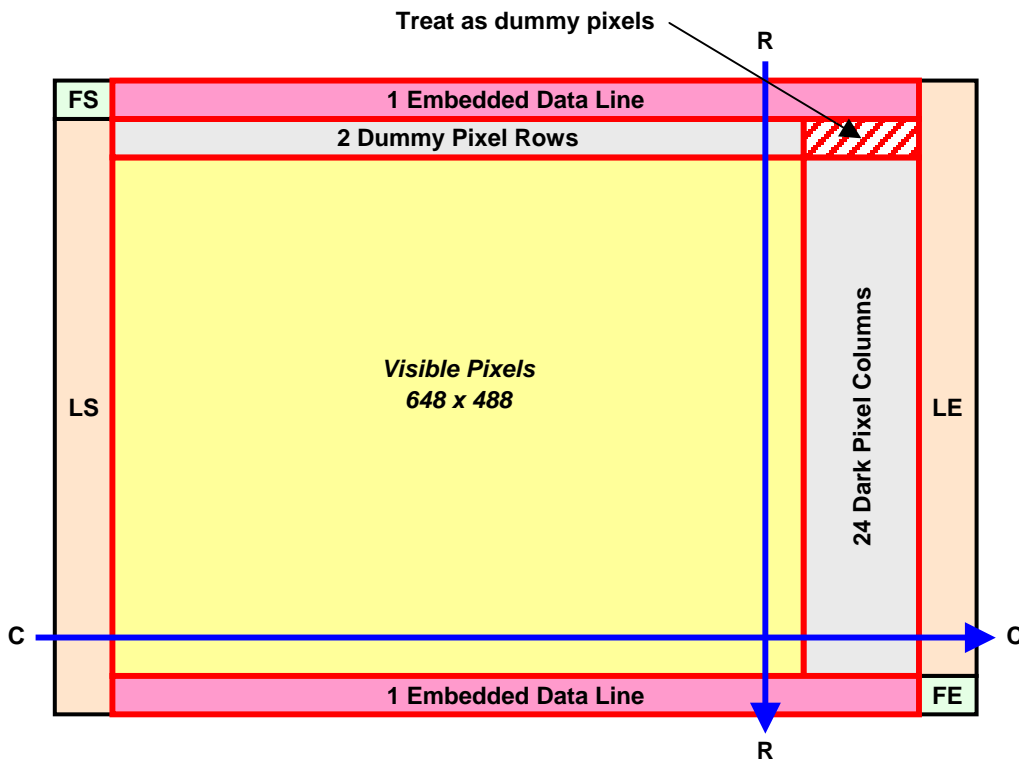 Treat as dummy pixels
R
FS
1 Embedded Data Line
2 Dummy Pixel Rows
Visible Pixels
648 x 488
24 Dark Pixel Columns
LS
LE
C
C
1 Embedded Data Line
FE
R